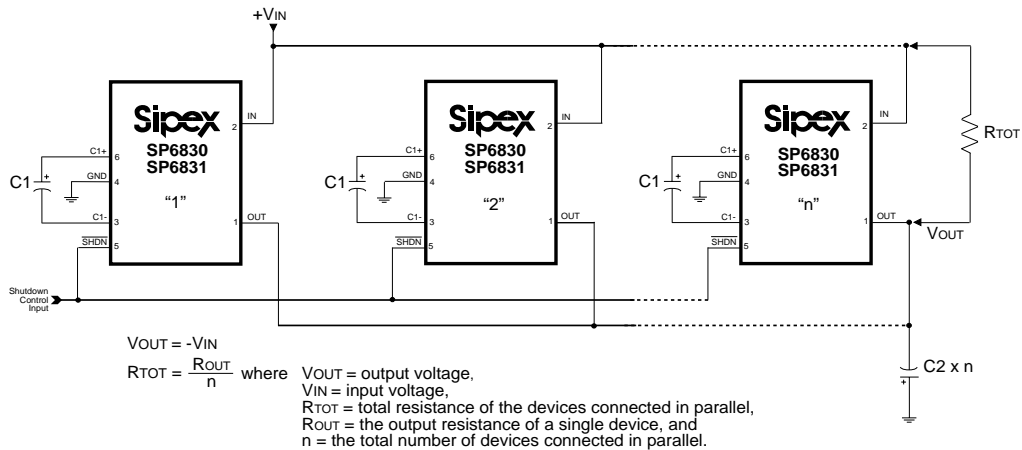 +VIN
Sipex
SP6830
SP6831
"1"
IN
2
C1+
6
GND
4
C1
C1-
3
OUT
1
SHDN
5
Sipex
SP6830
SP6831
"2"
IN
2
C1+
6
GND
4
C1
C1-
3
OUT
1
SHDN
5
Sipex
SP6830
SP6831
"n"
IN
2
C1+
6
GND
4
C1
C1-
3
OUT
1
SHDN
5
RTOT
VOUT
Shutdown
Control
Input
C2 x n
VOUT = -VIN
RTOT = ROUT/n where VOUT = output voltage,
VIN = input voltage,
RTOT = total resistance of the devices connected in parallel,
ROUT = the output resistance of a single device, and
n = the total number of devices connected in parallel.